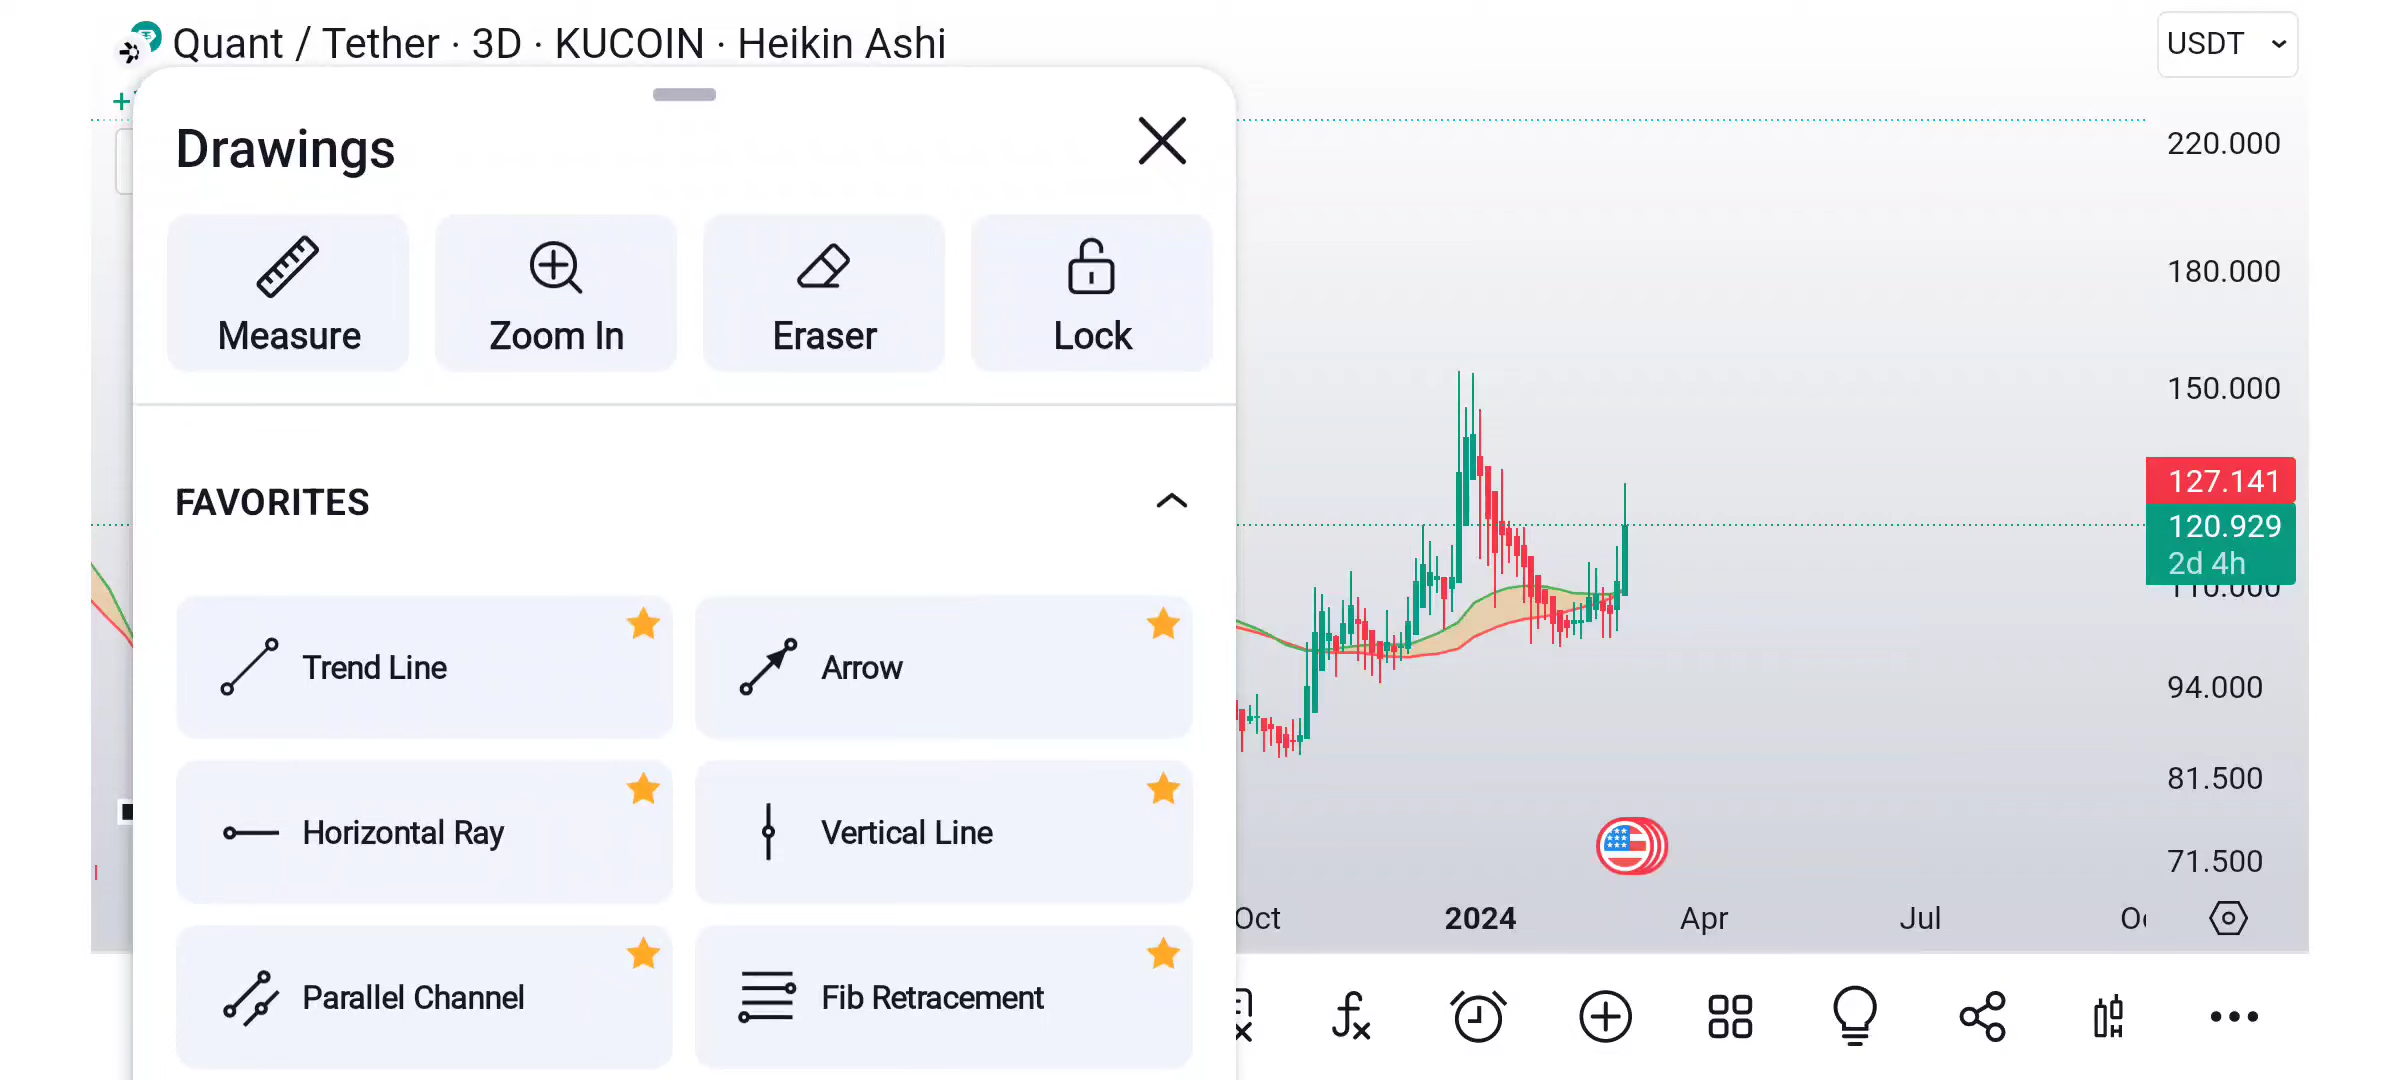 Quant / Tether · 3D · KUCOIN · Heikin Ashi
USDT
Drawings
Measure
Zoom In
Eraser
Lock
FAVORITES
Trend Line
Arrow
Horizontal Ray
Vertical Line
Parallel Channel
Fib Retracement
220.000
180.000
150.000
127.141
120.929
2d 4h
110.000
94.000
81.500
71.500
Oct
2024
Apr
Jul